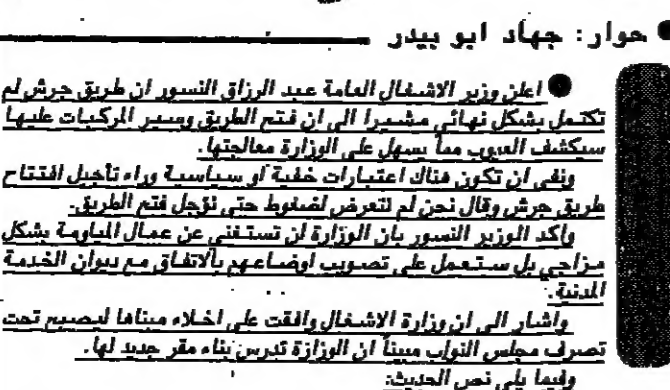 ● حوار: جهاد ابو بيدر
● اعلن وزير الاشغال العامة عبد الرزاق النسور ان طريق جرش لم
تكتمل بشكل نهائي مشيرا الى ان فتح الطريق وسير المركبات عليها
سيكشف العيوب مما يسهل على الوزارة معالجتها.
ونفى ان تكون هناك اعتبارات خفية او سياسية وراء تأجيل افتتاح
طريق جرش وقال نحن لم نتعرض لضغوط حتى نؤجل فتح الطريق.
واكد الوزير النسور بان الوزارة لن تستغني عن عمال المياومة بشكل
مزاجي بل ستعمل على تصويب اوضاعهم بالاتفاق مع ديوان الخدمة
المدنية.
واشار الى ان وزارة الاشغال وافقت على اخلاء مبناها ليصبح تحت
تصرف مجلس النواب مبيناً ان الوزارة تدرس بناء مقر جديد لها.
وفيما يلي نص الحديث: